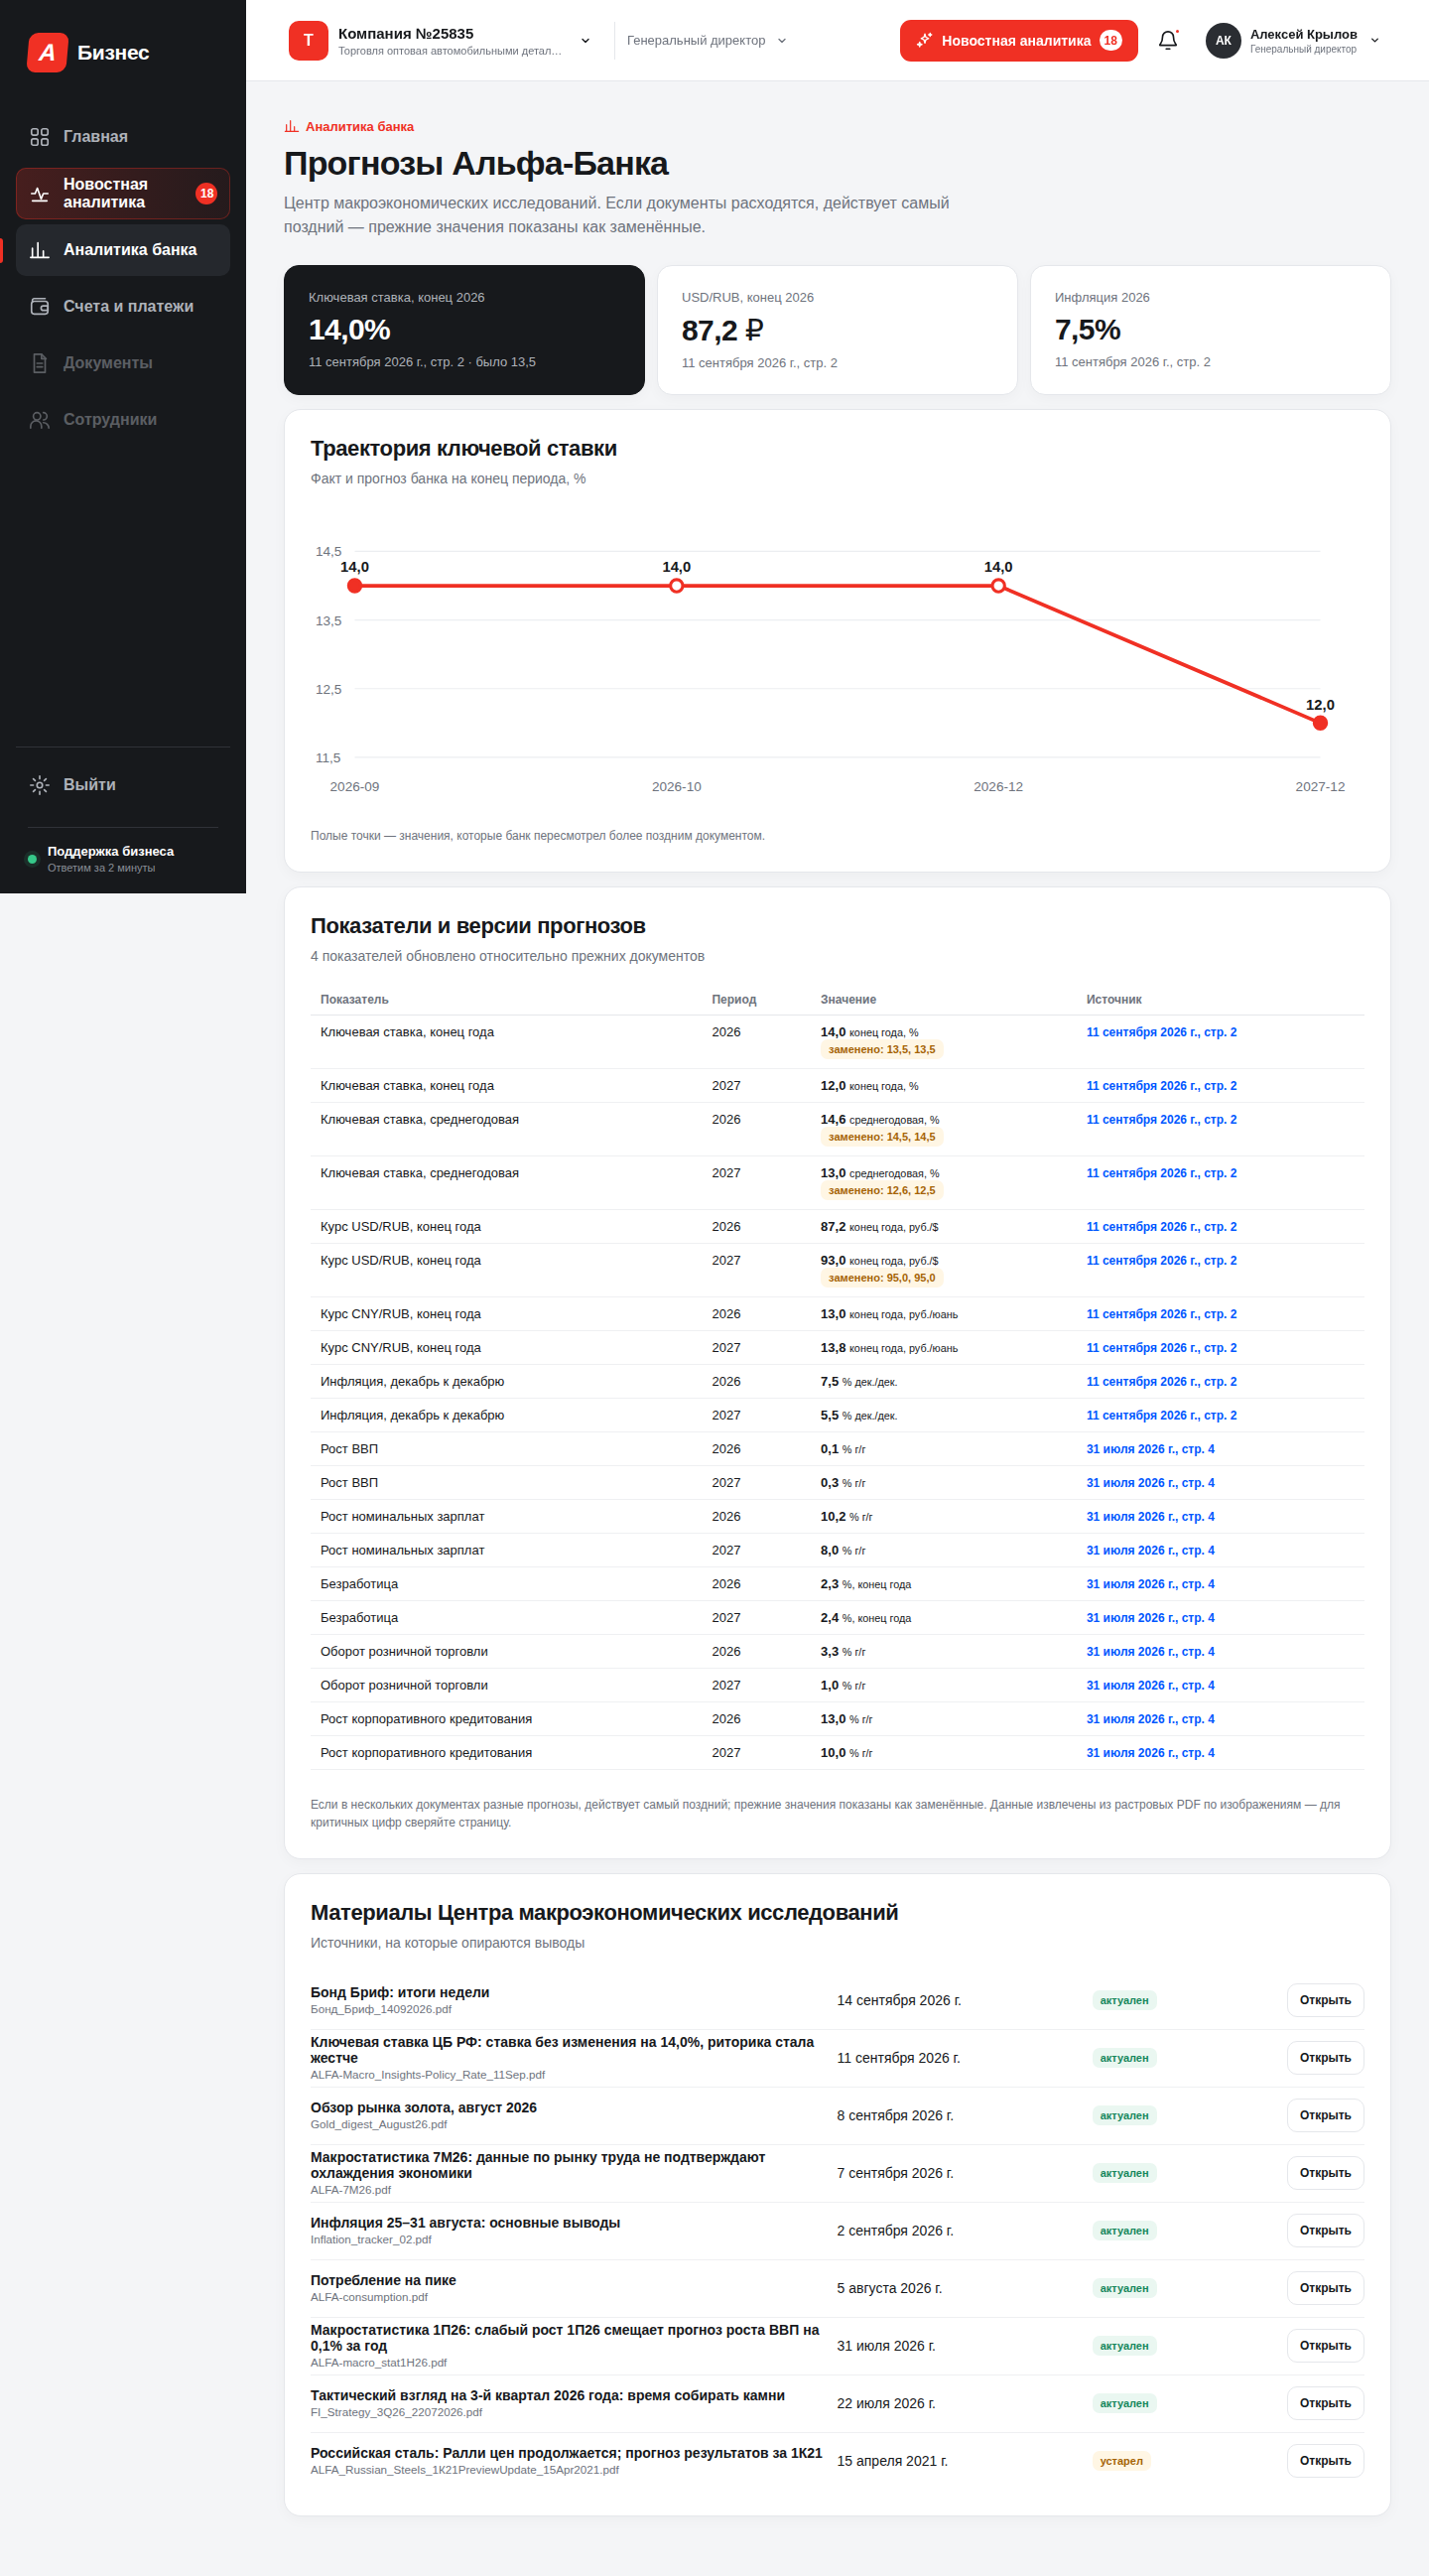 A Бизнес
Главная
Новостная
аналитика
18
Аналитика банка
Счета и платежи
Документы
Сотрудники
Выйти
Поддержка бизнеса
Ответим за 2 минуты
Т
Компания №25835
Торговля оптовая автомобильными детал…
Генеральный директор
Новостная аналитика 18
АК
Алексей Крылов
Генеральный директор
Аналитика банка
Прогнозы Альфа-Банка
Центр макроэкономических исследований. Если документы расходятся, действует самый
поздний — прежние значения показаны как заменённые.
Ключевая ставка, конец 2026
14,0%
11 сентября 2026 г., стр. 2 · было 13,5
USD/RUB, конец 2026
87,2 ₽
11 сентября 2026 г., стр. 2
Инфляция 2026
7,5%
11 сентября 2026 г., стр. 2
Траектория ключевой ставки
Факт и прогноз банка на конец периода, %
14,5
14,0 14,0 14,0
13,5
12,5
12,0
11,5
2026-09 2026-10 2026-12 2027-12
Полые точки — значения, которые банк пересмотрел более поздним документом.
Показатели и версии прогнозов
4 показателей обновлено относительно прежних документов
Показатель Период Значение Источник
Ключевая ставка, конец года 2026 14,0 конец года, % 11 сентября 2026 г., стр. 2
заменено: 13,5, 13,5
Ключевая ставка, конец года 2027 12,0 конец года, % 11 сентября 2026 г., стр. 2
Ключевая ставка, среднегодовая 2026 14,6 среднегодовая, % 11 сентября 2026 г., стр. 2
заменено: 14,5, 14,5
Ключевая ставка, среднегодовая 2027 13,0 среднегодовая, % 11 сентября 2026 г., стр. 2
заменено: 12,6, 12,5
Курс USD/RUB, конец года 2026 87,2 конец года, руб./$ 11 сентября 2026 г., стр. 2
Курс USD/RUB, конец года 2027 93,0 конец года, руб./$ 11 сентября 2026 г., стр. 2
заменено: 95,0, 95,0
Курс CNY/RUB, конец года 2026 13,0 конец года, руб./юань 11 сентября 2026 г., стр. 2
Курс CNY/RUB, конец года 2027 13,8 конец года, руб./юань 11 сентября 2026 г., стр. 2
Инфляция, декабрь к декабрю 2026 7,5 % дек./дек. 11 сентября 2026 г., стр. 2
Инфляция, декабрь к декабрю 2027 5,5 % дек./дек. 11 сентября 2026 г., стр. 2
Рост ВВП 2026 0,1 % г/г 31 июля 2026 г., стр. 4
Рост ВВП 2027 0,3 % г/г 31 июля 2026 г., стр. 4
Рост номинальных зарплат 2026 10,2 % г/г 31 июля 2026 г., стр. 4
Рост номинальных зарплат 2027 8,0 % г/г 31 июля 2026 г., стр. 4
Безработица 2026 2,3 %, конец года 31 июля 2026 г., стр. 4
Безработица 2027 2,4 %, конец года 31 июля 2026 г., стр. 4
Оборот розничной торговли 2026 3,3 % г/г 31 июля 2026 г., стр. 4
Оборот розничной торговли 2027 1,0 % г/г 31 июля 2026 г., стр. 4
Рост корпоративного кредитования 2026 13,0 % г/г 31 июля 2026 г., стр. 4
Рост корпоративного кредитования 2027 10,0 % г/г 31 июля 2026 г., стр. 4
Если в нескольких документах разные прогнозы, действует самый поздний; прежние значения показаны как заменённые. Данные извлечены из растровых PDF по изображениям — для
критичных цифр сверяйте страницу.
Материалы Центра макроэкономических исследований
Источники, на которые опираются выводы
Бонд Бриф: итоги недели
Бонд_Бриф_14092026.pdf
14 сентября 2026 г. актуален Открыть
Ключевая ставка ЦБ РФ: ставка без изменения на 14,0%, риторика стала
жестче
ALFA-Macro_Insights-Policy_Rate_11Sep.pdf
11 сентября 2026 г. актуален Открыть
Обзор рынка золота, август 2026
Gold_digest_August26.pdf
8 сентября 2026 г. актуален Открыть
Макростатистика 7М26: данные по рынку труда не подтверждают
охлаждения экономики
ALFA-7M26.pdf
7 сентября 2026 г. актуален Открыть
Инфляция 25–31 августа: основные выводы
Inflation_tracker_02.pdf
2 сентября 2026 г. актуален Открыть
Потребление на пике
ALFA-consumption.pdf
5 августа 2026 г. актуален Открыть
Макростатистика 1П26: слабый рост 1П26 смещает прогноз роста ВВП на
0,1% за год
ALFA-macro_stat1H26.pdf
31 июля 2026 г. актуален Открыть
Тактический взгляд на 3-й квартал 2026 года: время собирать камни
FI_Strategy_3Q26_22072026.pdf
22 июля 2026 г. актуален Открыть
Российская сталь: Ралли цен продолжается; прогноз результатов за 1К21
ALFA_Russian_Steels_1К21PreviewUpdate_15Apr2021.pdf
15 апреля 2021 г. устарел Открыть